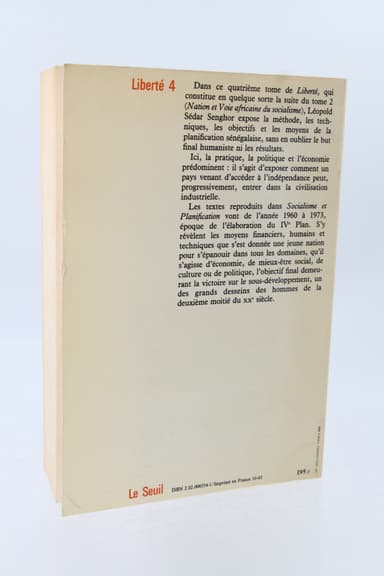 Liberté 4
Dans ce quatrième tome de Liberté, qui
constitue en quelque sorte la suite du tome 2
(Nation et Voie africaine du socialisme), Léopold
Sédar Senghor expose la méthode, les tech-
niques, les objectifs et les moyens de la
planification sénégalaise, sans en oublier le but
final humaniste ni les résultats.
Ici, la pratique, la politique et l'économie
prédominent : il s'agit d'exposer comment un
pays venant d'accéder à l'indépendance peut,
progressivement, entrer dans la civilisation
industrielle.
Les textes reproduits dans Socialisme et
Planification vont de l'année 1960 à 1973,
époque de l'élaboration du IVe Plan. S'y
révèlent les moyens financiers, humains et
techniques que s'est donnée une jeune nation
pour s'épanouir dans tous les domaines, qu'il
s'agisse d'économie, de mieux-être social, de
culture ou de politique, l'objectif final demeu-
rant la victoire sur le sous-développement, un
des grands desseins des hommes de la
deuxième moitié du XXe siècle.
Le Seuil
Imprimé en France